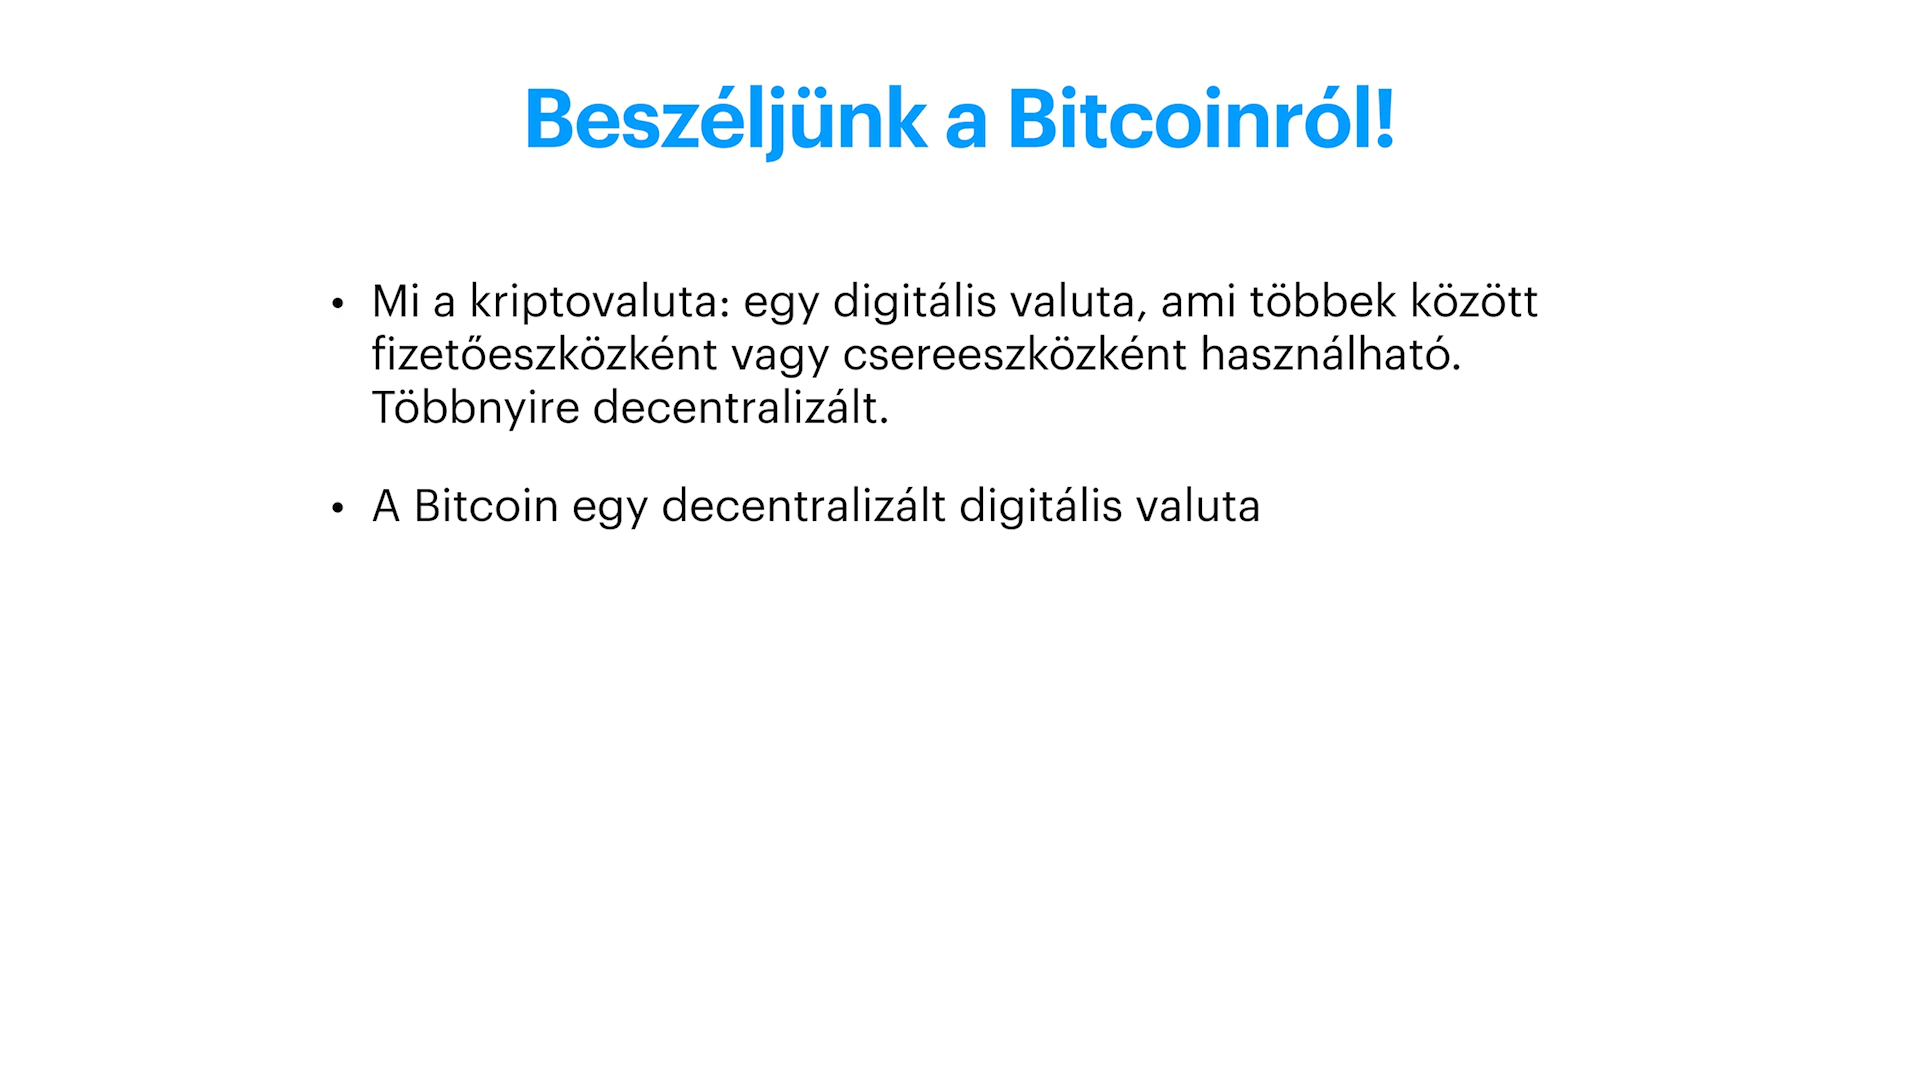 Beszéljünk a Bitcoinról!
• Mi a kriptovaluta: egy digitális valuta, ami többek között
fizetőeszközként vagy csereeszközként használható.
Többnyire decentralizált.
• A Bitcoin egy decentralizált digitális valuta